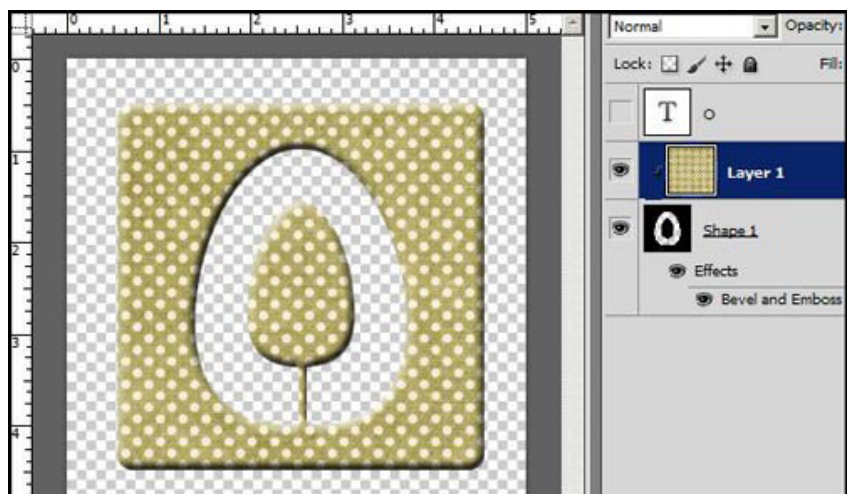 0 1 2 3 4 5
0
1
2
3
4
Normal Opacity:
Lock: Fill:
T o
Layer 1
Shape 1
Effects
Bevel and Emboss